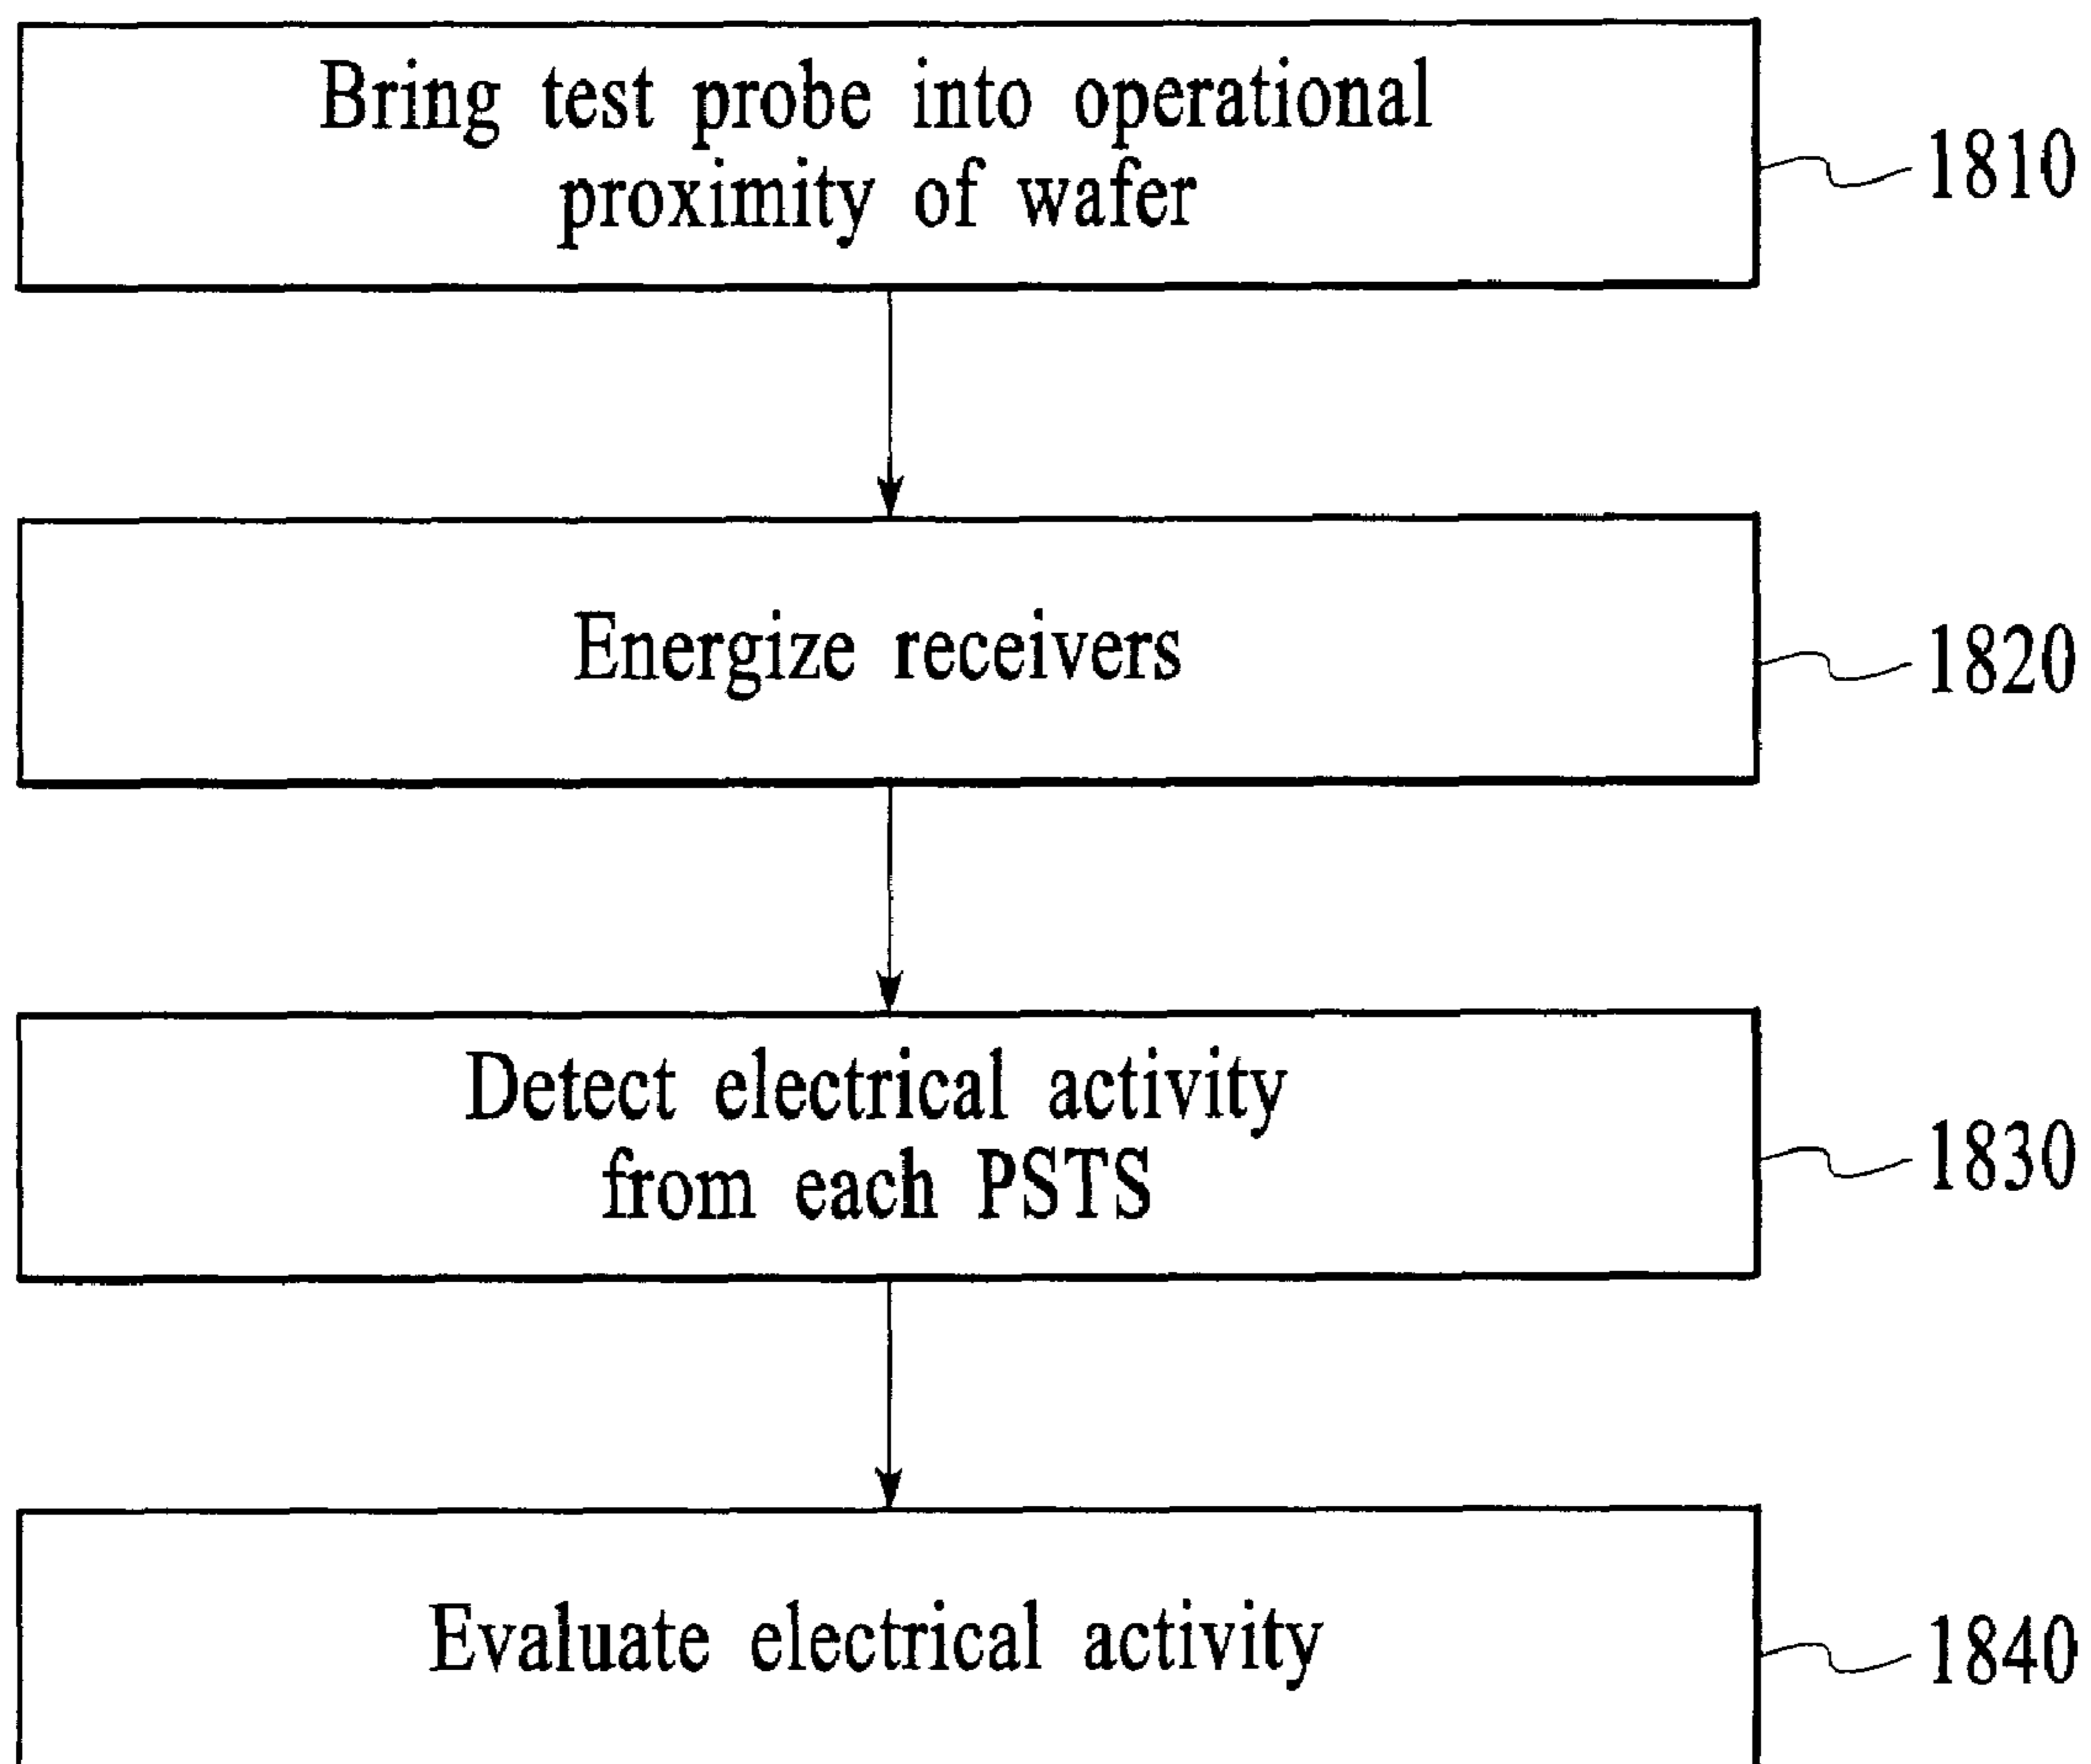 Bring test probe into operational
proximity of wafer
1810
Energize receivers
1820
Detect electrical activity
from each PSTS
1830
Evaluate electrical activity
1840